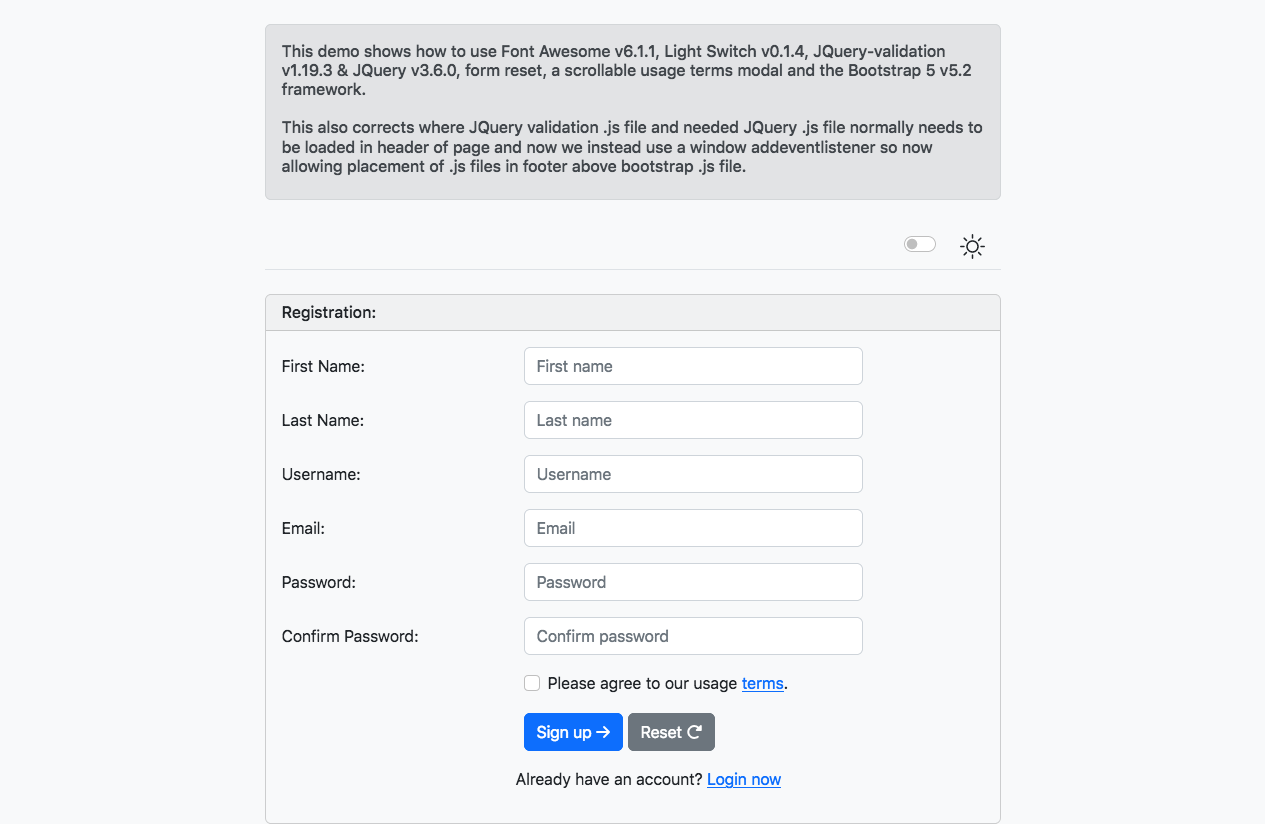 This demo shows how to use Font Awesome v6.1.1, Light Switch v0.1.4, JQuery-validation
v1.19.3 & JQuery v3.6.0, form reset, a scrollable usage terms modal and the Bootstrap 5 v5.2
framework.
This also corrects where JQuery validation .js file and needed JQuery .js file normally needs to
be loaded in header of page and now we instead use a window addeventlistener so now
allowing placement of .js files in footer above bootstrap .js file.
Registration:
First Name:
First name
Last Name:
Last name
Username:
Username
Email:
Email
Password:
Password
Confirm Password:
Confirm password
Please agree to our usage terms.
Sign up
Reset
Already have an account? Login now